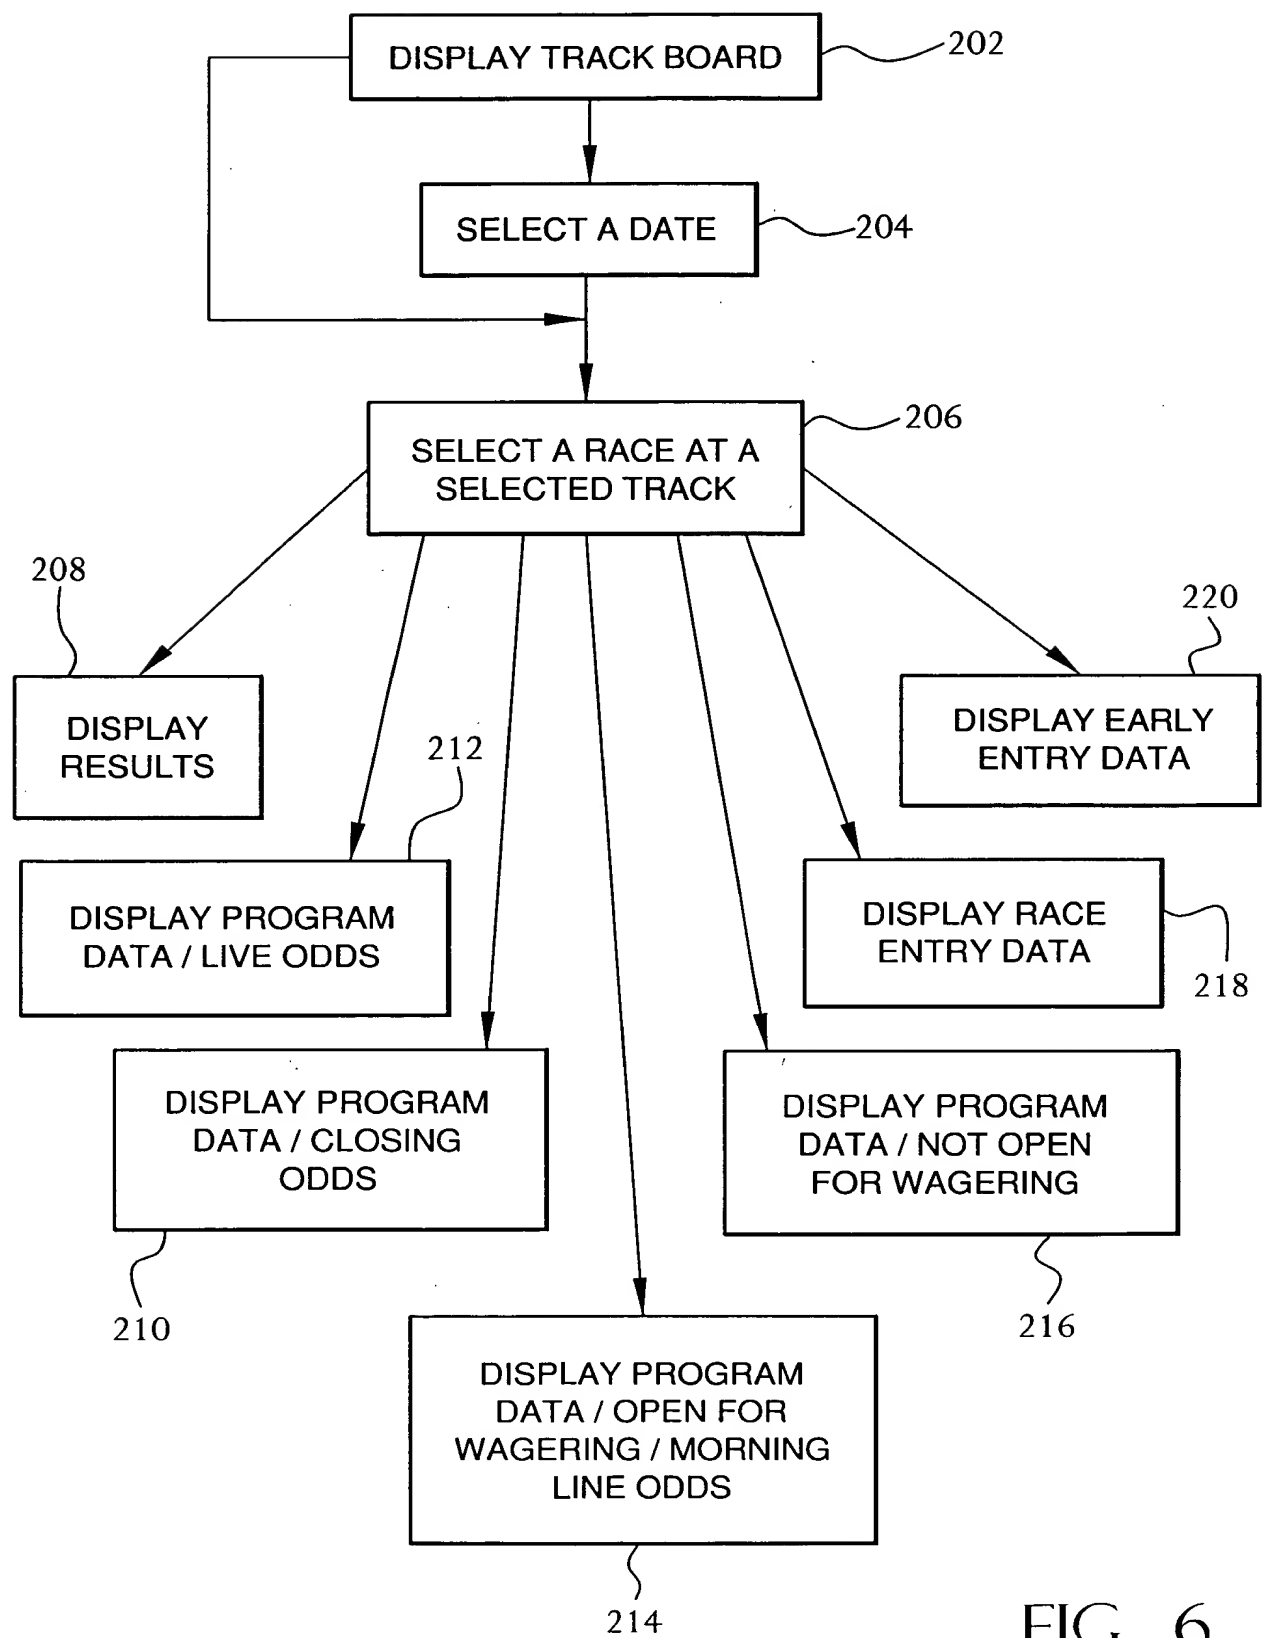 DISPLAY TRACK BOARD
202
SELECT A DATE
204
SELECT A RACE AT A
SELECTED TRACK
206
208
DISPLAY
RESULTS
220
DISPLAY EARLY
ENTRY DATA
212
DISPLAY PROGRAM
DATA / LIVE ODDS
DISPLAY RACE
ENTRY DATA
218
DISPLAY PROGRAM
DATA / CLOSING
ODDS
210
DISPLAY PROGRAM
DATA / NOT OPEN
FOR WAGERING
216
DISPLAY PROGRAM
DATA / OPEN FOR
WAGERING / MORNING
LINE ODDS
214
FIG. 6